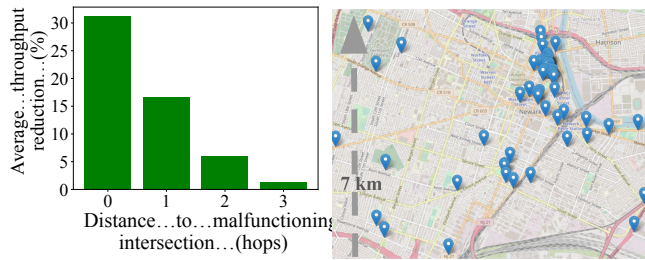 30
25
20
15
10
5
0
Average…throughput
reduction…(%)
0 1 2 3
Distance…to…malfunctioning
intersection…(hops)
7 km
Harrison
Newark